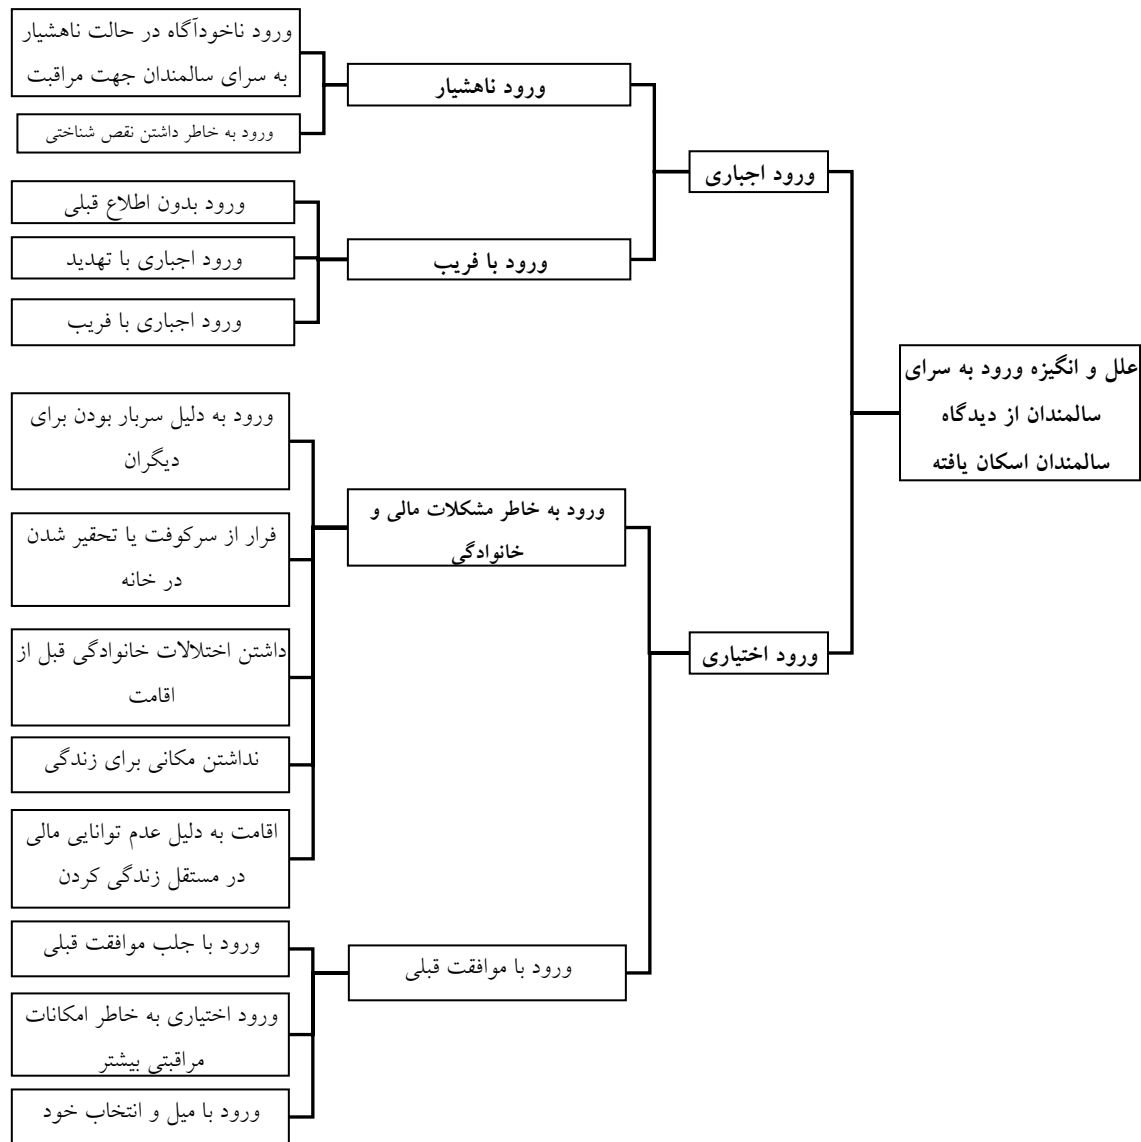 علل و انگیزه ورود به سرای
سالمندان از دیدگاه
سالمندان اسکان یافته
ورود اجباری
ورود ناهشیار
ورود ناخودآگاه در حالت ناهشیار
به سرای سالمندان جهت مراقبت
ورود به خاطر داشتن نقص شناختی
ورود با فریب
ورود بدون اطلاع قبلی
ورود اجباری با تهدید
ورود اجباری با فریب
ورود اختیاری
ورود به خاطر مشکلات مالی و
خانوادگی
ورود به دلیل سربار بودن برای
دیگران
فرار از سرکوفت یا تحقیر شدن
در خانه
داشتن اختلالات خانوادگی قبل از
اقامت
نداشتن مکانی برای زندگی
اقامت به دلیل عدم توانایی مالی
در مستقل زندگی کردن
ورود با موافقت قبلی
ورود با جلب موافقت قبلی
ورود اختیاری به خاطر امکانات
مراقبتی بیشتر
ورود با میل و انتخاب خود